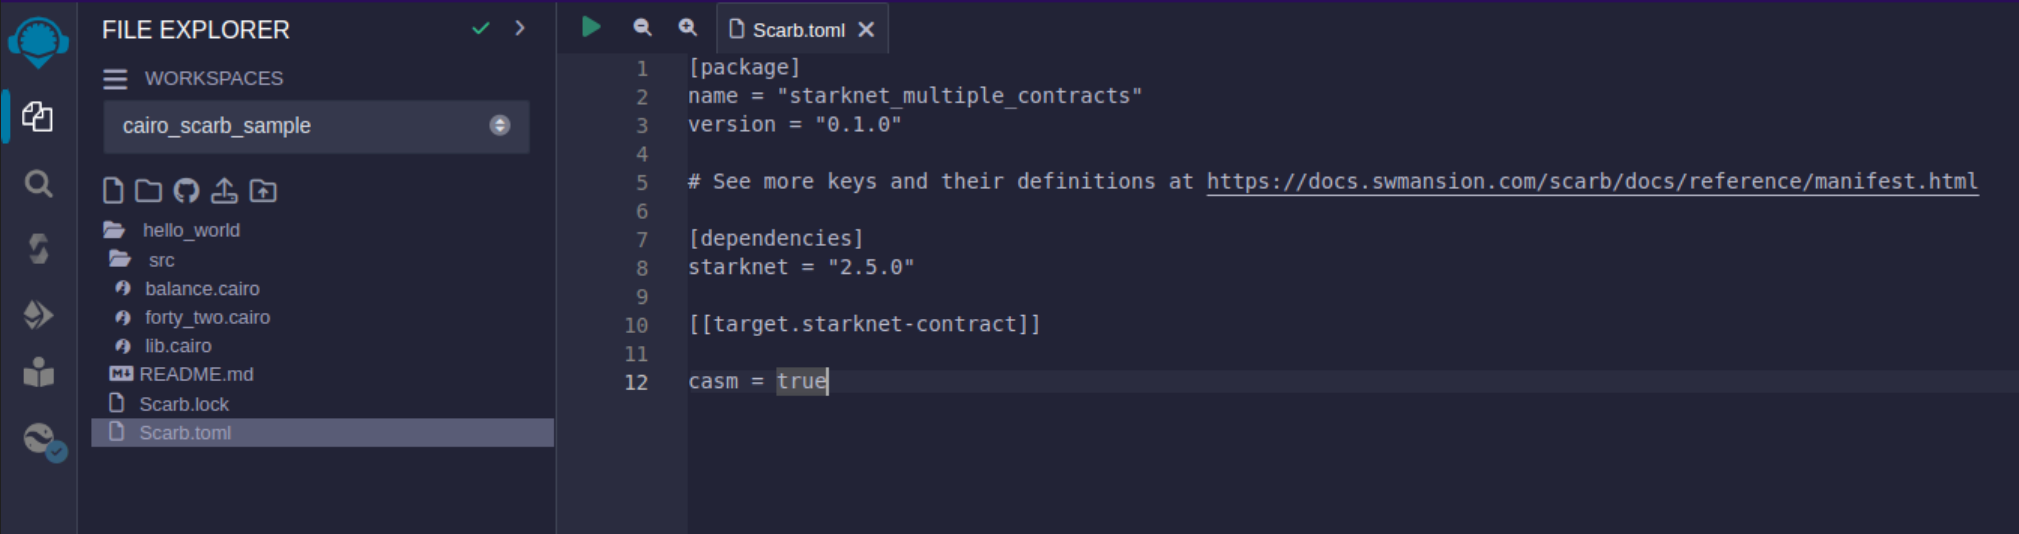 FILE EXPLORER
WORKSPACES
cairo_scarb_sample
hello_world
src
balance.cairo
forty_two.cairo
lib.cairo
M↓ README.md
Scarb.lock
Scarb.toml
Scarb.toml
1 [package]
2 name = "starknet_multiple_contracts"
3 version = "0.1.0"
4
5 # See more keys and their definitions at https://docs.swmansion.com/scarb/docs/reference/manifest.html
6
7 [dependencies]
8 starknet = "2.5.0"
9
10 [[target.starknet-contract]]
11
12 casm = true